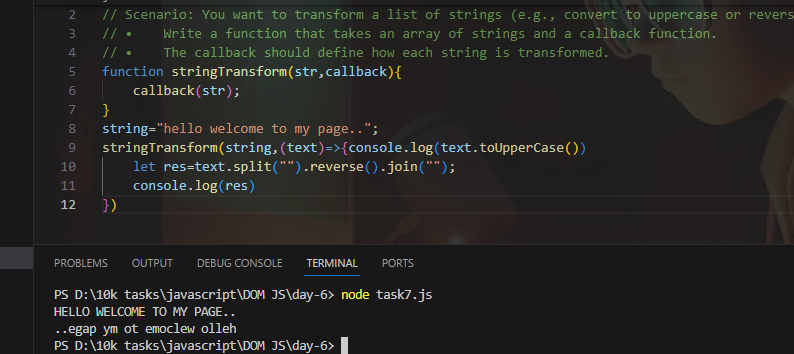 2 // Scenario: You want to transform a list of strings (e.g., convert to uppercase or revers
3 // • Write a function that takes an array of strings and a callback function.
4 // • The callback should define how each string is transformed.
5 function stringTransform(str,callback){
6 callback(str);
7 }
8 string="hello welcome to my page..";
9 stringTransform(string,(text)=>{console.log(text.toUpperCase())
10 let res=text.split("").reverse().join("");
11 console.log(res)
12 })
PROBLEMS OUTPUT DEBUG CONSOLE TERMINAL PORTS
PS D:\10k tasks\javascript\DOM JS\day-6> node task7.js
HELLO WELCOME TO MY PAGE..
..egap ym ot emoclew olleh
PS D:\10k tasks\javascript\DOM JS\day-6>